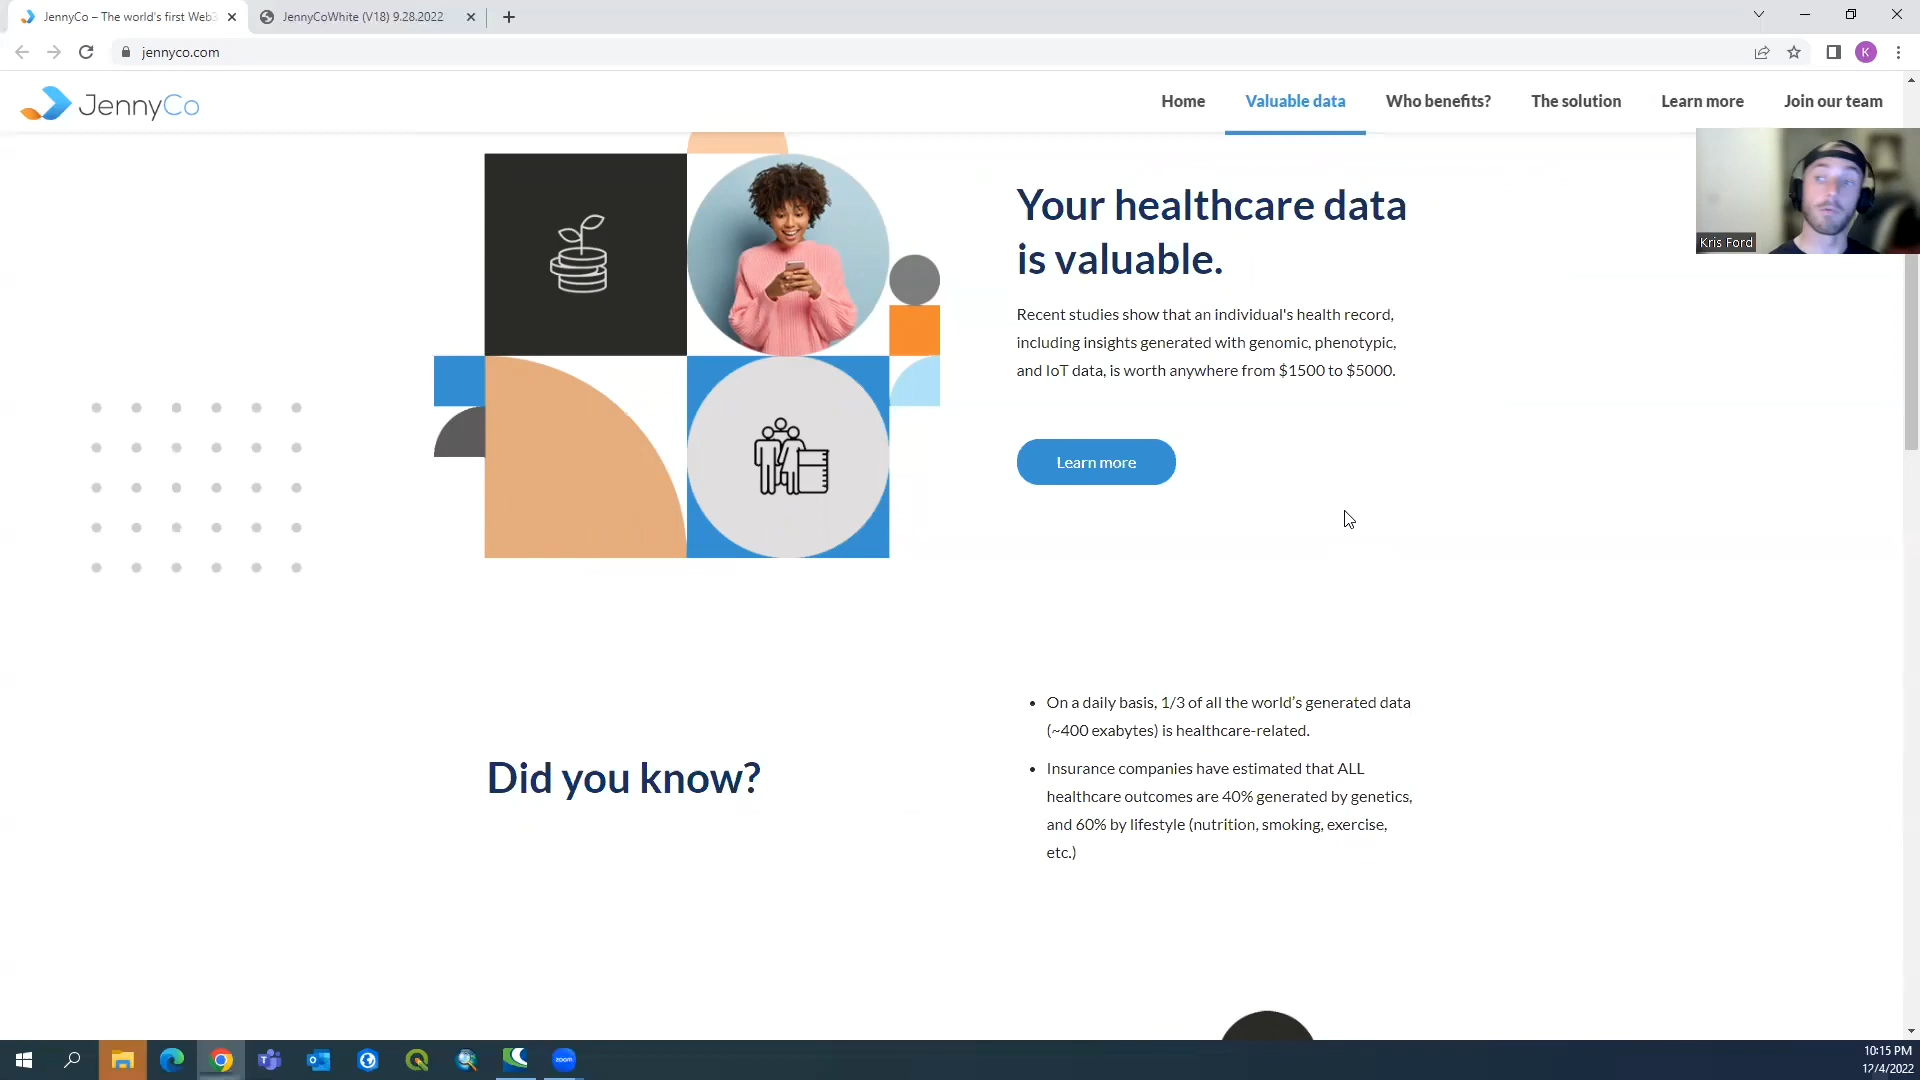 JennyCo – The world's first Web3
JennyCoWhite (V18) 9.28.2022
jennyco.com
K
JennyCo
Home
Valuable data
Who benefits?
The solution
Learn more
Join our team
Kris Ford
Your healthcare data
is valuable.
Recent studies show that an individual's health record,
including insights generated with genomic, phenotypic,
and IoT data, is worth anywhere from $1500 to $5000.
Learn more
Did you know?
• On a daily basis, 1/3 of all the world’s generated data
(~400 exabytes) is healthcare-related.
• Insurance companies have estimated that ALL
healthcare outcomes are 40% generated by genetics,
and 60% by lifestyle (nutrition, smoking, exercise,
etc.)
zoom
10:15 PM
12/4/2022